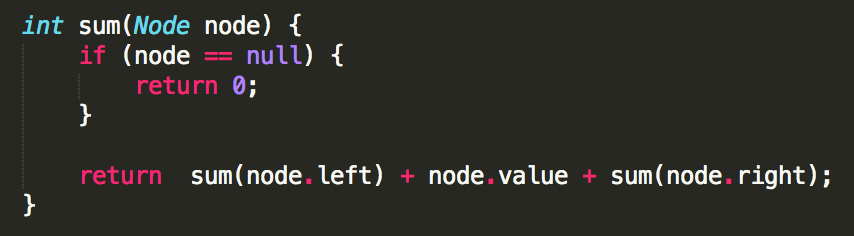 int sum(Node node) {
    if (node == null) {
        return 0;
    }

    return  sum(node.left) + node.value + sum(node.right);
}